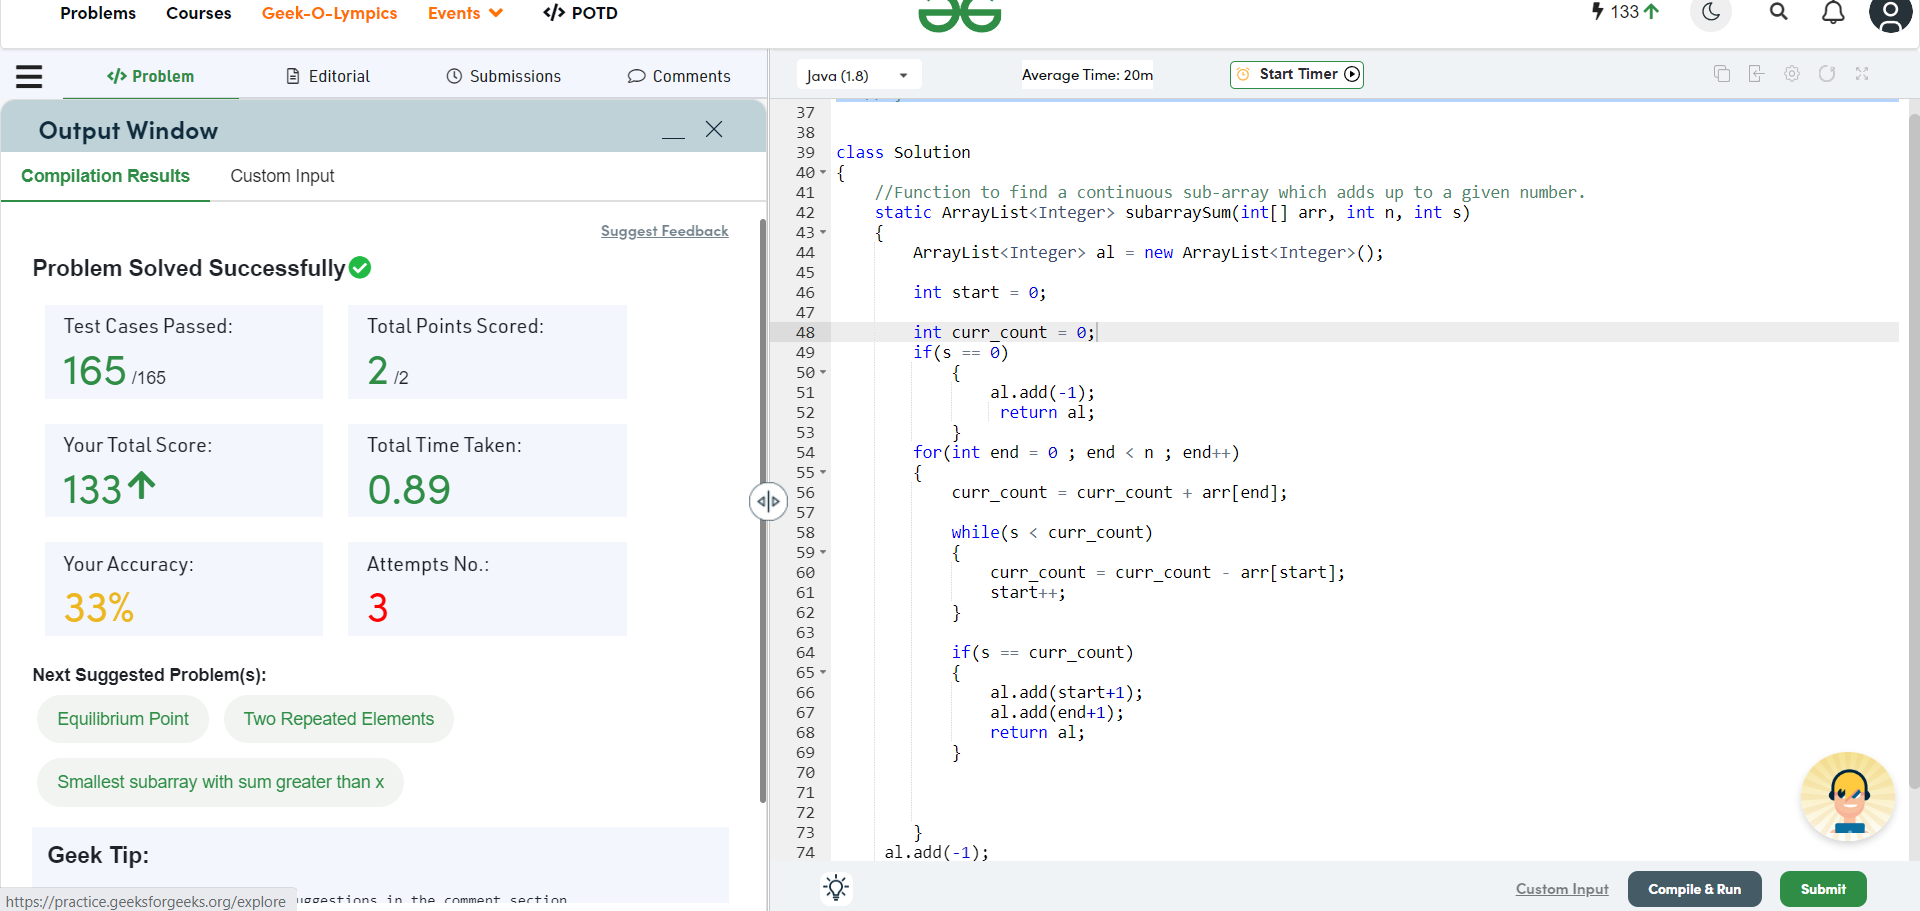 Problems Courses Geek-O-Lympics Events </> POTD 133
</> Problem Editorial Submissions Comments
Java (1.8) Average Time: 20m Start Timer
Output Window
Compilation Results Custom Input
Suggest Feedback
Problem Solved Successfully
Test Cases Passed: Total Points Scored:
165 /165 2 /2
Your Total Score: Total Time Taken:
133 0.89
Your Accuracy: Attempts No.:
33% 3
Next Suggested Problem(s):
Equilibrium Point Two Repeated Elements
Smallest subarray with sum greater than x
Geek Tip:
https://practice.geeksforgeeks.org/explore
in the comment section
37
38
39 class Solution
40 {
41 //Function to find a continuous sub-array which adds up to a given number.
42 static ArrayList<Integer> subarraySum(int[] arr, int n, int s)
43 {
44 ArrayList<Integer> al = new ArrayList<Integer>();
45
46 int start = 0;
47
48 int curr_count = 0;
49 if(s == 0)
50 {
51 al.add(-1);
52 return al;
53 }
54 for(int end = 0 ; end < n ; end++)
55 {
56 curr_count = curr_count + arr[end];
57
58 while(s < curr_count)
59 {
60 curr_count = curr_count - arr[start];
61 start++;
62 }
63
64 if(s == curr_count)
65 {
66 al.add(start+1);
67 al.add(end+1);
68 return al;
69 }
70
71
72
73 }
74 al.add(-1);
Custom Input Compile & Run Submit